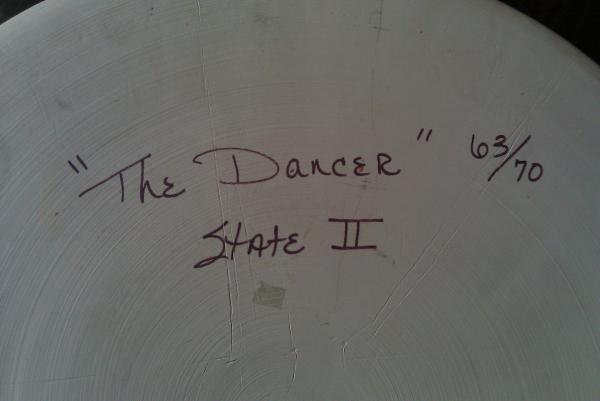 "The Dancer" 63/70
State II